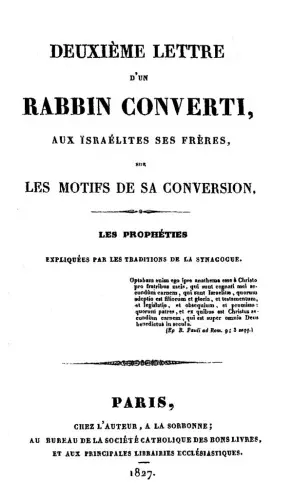 DEUXIÈME LETTRE
D'UN
RABBIN CONVERTI,
AUX ÏSRAÉLITES SES FRÈRES,
SUR
LES MOTIFS DE SA CONVERSION.
LES PROPHÉTIES
EXPLIQUÉES PAR LES TRADITIONS DE LA SYNAGOGUE.
Optabam enim ego ipse anathema esse à Christo
pro fratribus meis, qui sunt cognati mei se-
cundùm carnem, qui sunt Israelitæ, quorum
adoptio est filiorum et gloria, et testamentum,
et legislatio, et obsequium, et promissa:
quorum patres, et ex quibus est Christus se-
cundùm carnem, qui est super omnia Deus
benedictus in secula.
(Ep B. Pauli ad Rom. 9; 3 seqq.)
PARIS,
CHEZ L'AUTEUR, A LA SORBONNE;
AU BUREAU DE LA SOCIÉTÉ CATHOLIQUE DES BONS LIVRES,
ET AUX PRINCIPALES LIBRAIRIES ECCLÉSIASTIQUES.
1827.